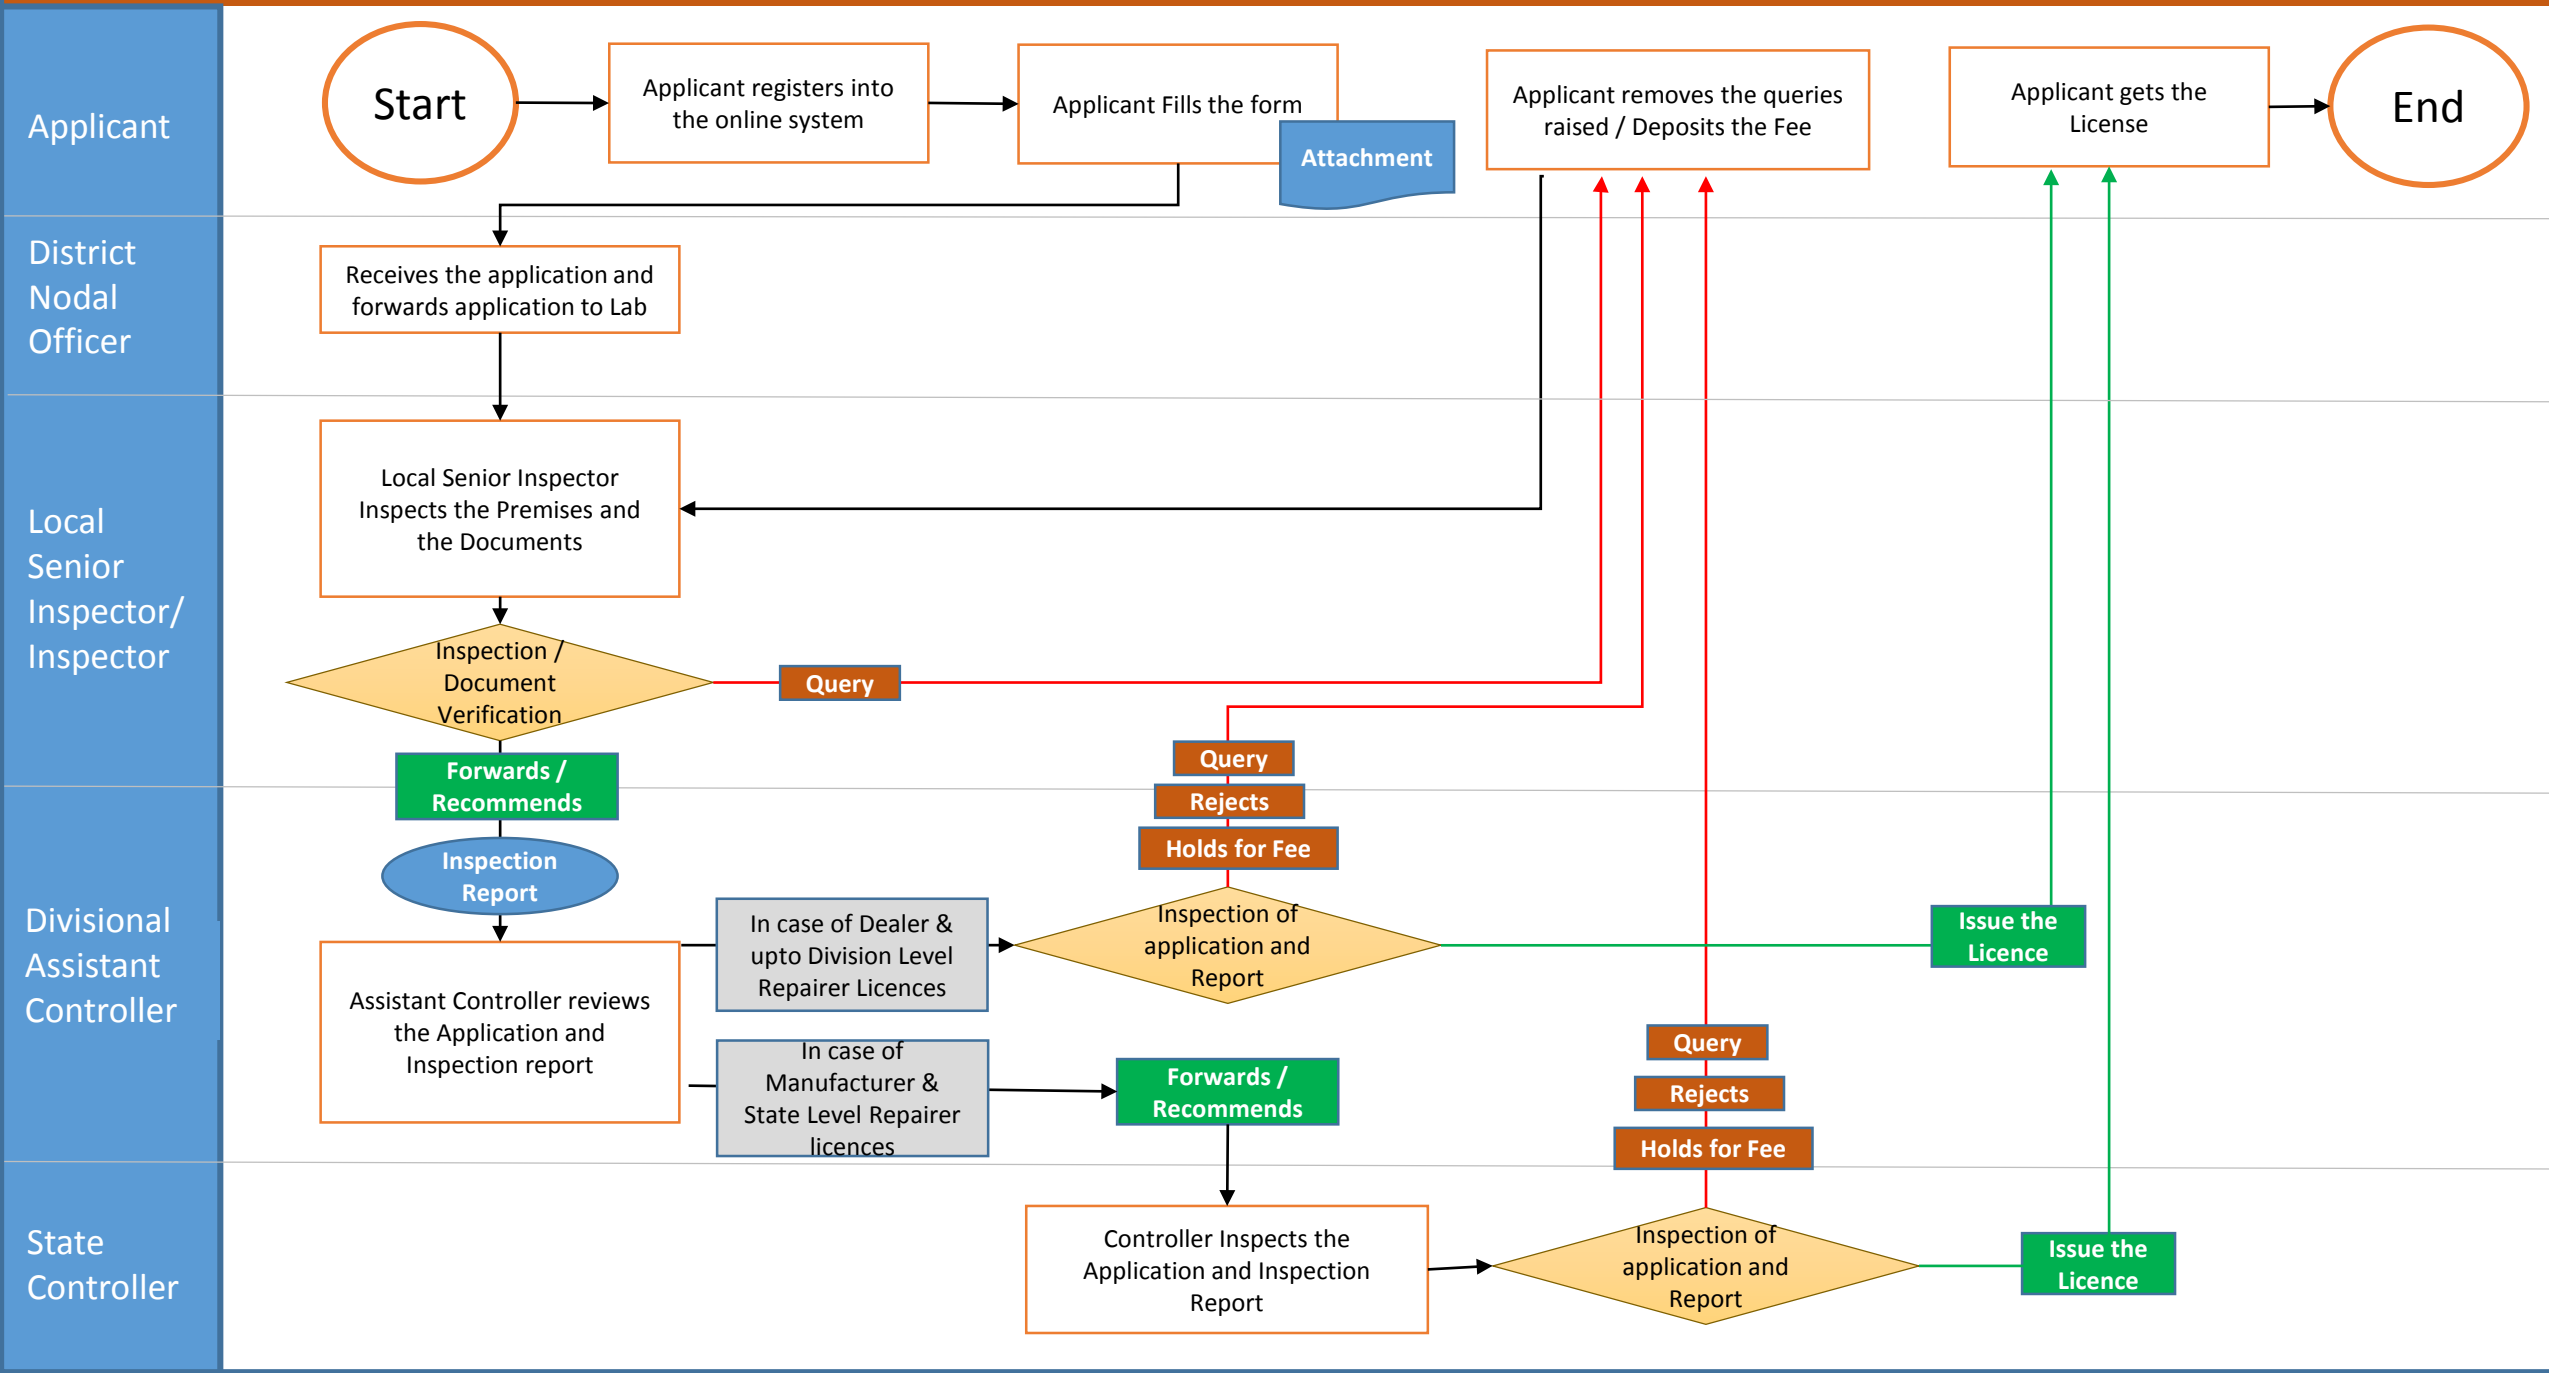 Applicant
Start
Applicant registers into
the online system
Applicant Fills the form
Attachment
Applicant removes the queries
raised / Deposits the Fee
Applicant gets the
License
End
District
Nodal
Officer
Receives the application and
forwards application to Lab
Local
Senior
Inspector/
Inspector
Local Senior Inspector
Inspects the Premises and
the Documents
Inspection /
Document
Verification
Query
Forwards /
Recommends
Query
Rejects
Holds for Fee
Divisional
Assistant
Controller
Inspection
Report
Assistant Controller reviews
the Application and
Inspection report
In case of Dealer &
upto Division Level
Repairer Licences
Inspection of
application and
Report
Issue the
Licence
In case of
Manufacturer &
State Level Repairer
licences
Forwards /
Recommends
Query
Rejects
Holds for Fee
State
Controller
Controller Inspects the
Application and Inspection
Report
Inspection of
application and
Report
Issue the
Licence